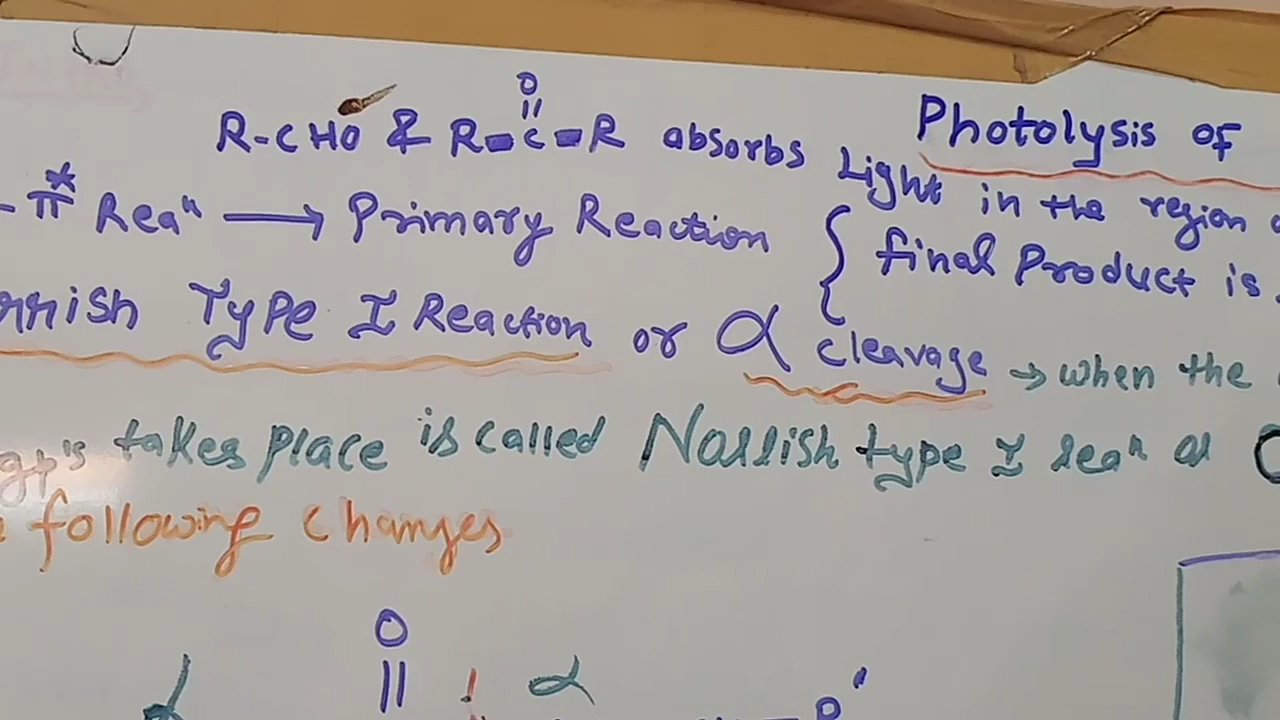 Photolysis of
O
||
R-CHO & R-C-R absorbs Light in the region
- π* Reaⁿ → Primary Reaction { final Product is
rrish Type I Reaction or α cleavage → when the
gp's takes place is called Norrish type I reaⁿ or
following changes
O
||
α
R'